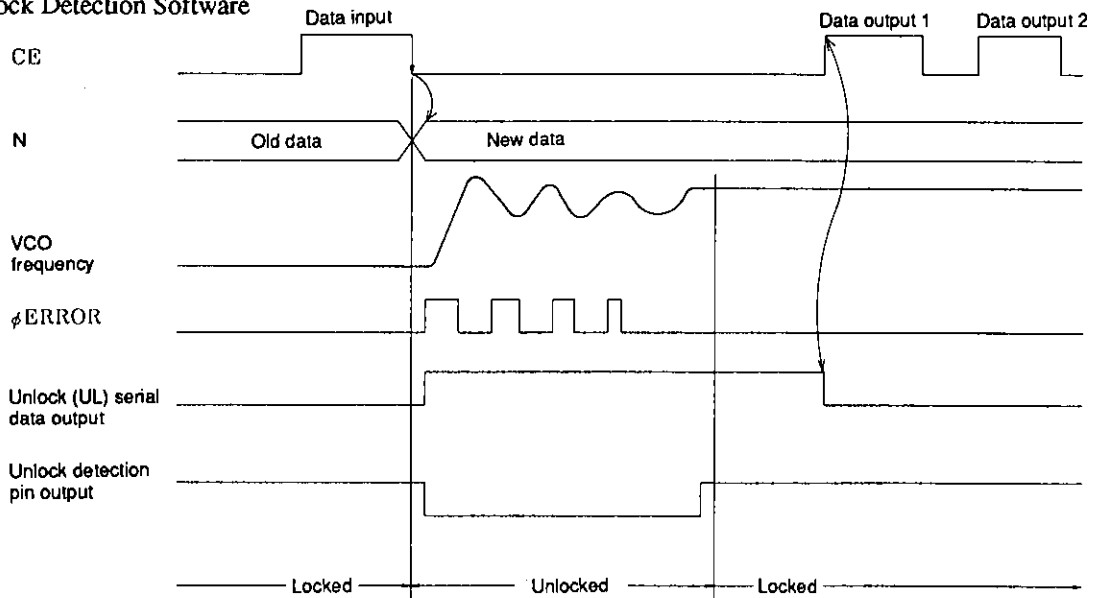 ock Detection Software
Data input
Data output 1
Data output 2
CE
N
Old data
New data
VCO
frequency
φERROR
Unlock (UL) serial
data output
Unlock detection
pin output
Locked
Unlocked
Locked